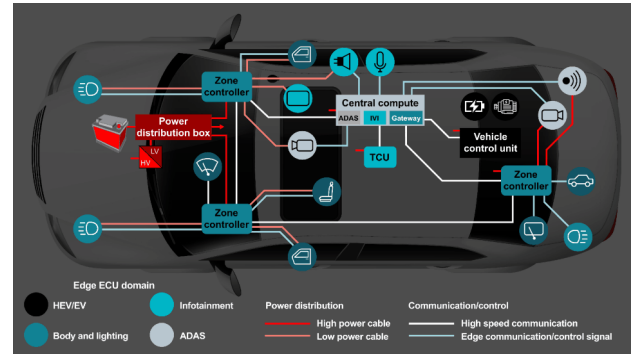 Zone
controller
Central compute
ADAS
IVI
Gateway
Power
distribution box
LV
HV
TCU
Vehicle
control unit
Zone
controller
Zone
controller
Edge ECU domain
HEV/EV
Infotainment
Body and lighting
ADAS
Power distribution
High power cable
Low power cable
Communication/control
High speed communication
Edge communication/control signal